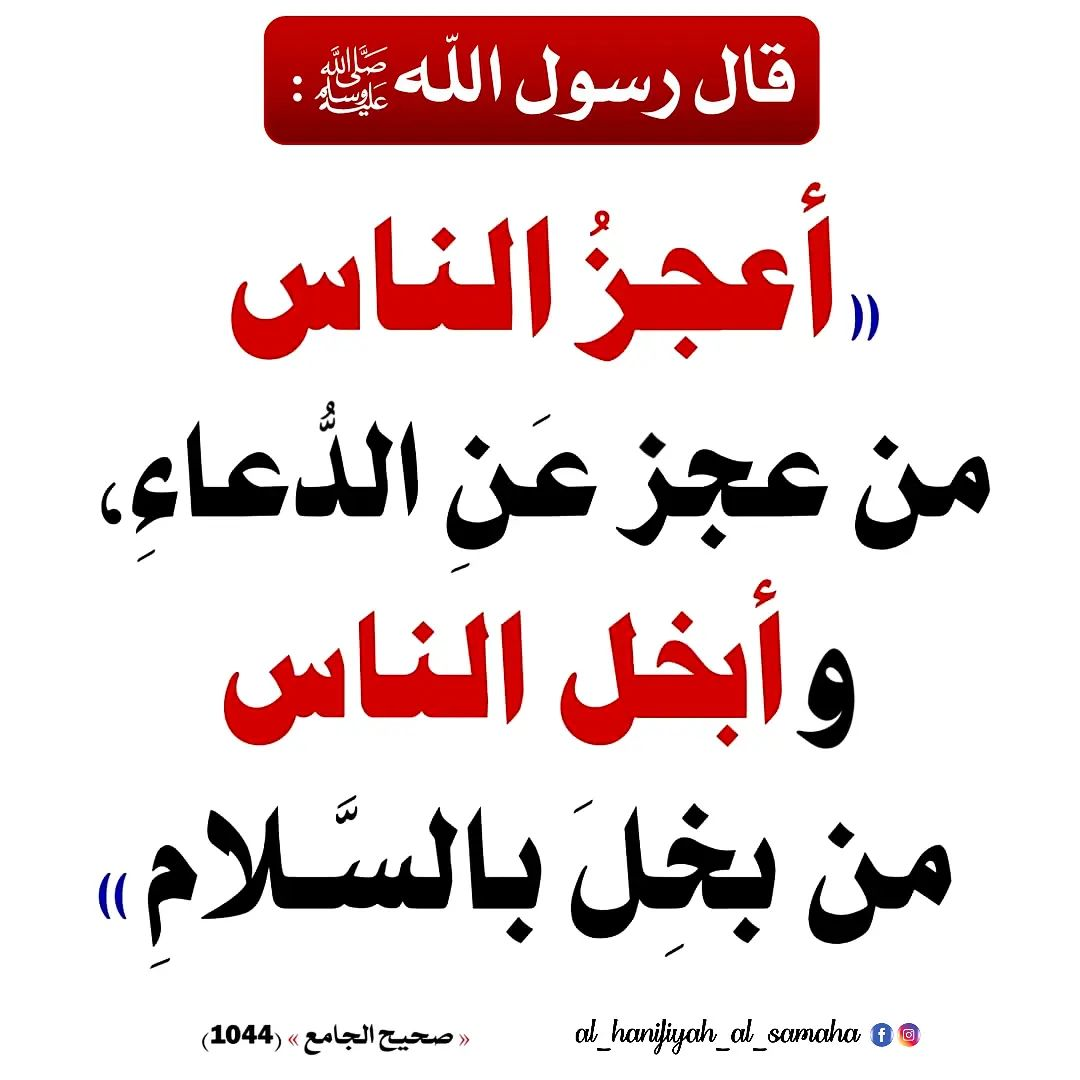 قال رسول الله ﷺ :
«أعجزُ الناس
من عجز عَنِ الدُّعاءِ،
وأبخل الناس
من بخِلَ بالسَّلامِ»
« صحيح الجامع » (1044)
al_hanifiyah_al_samaha